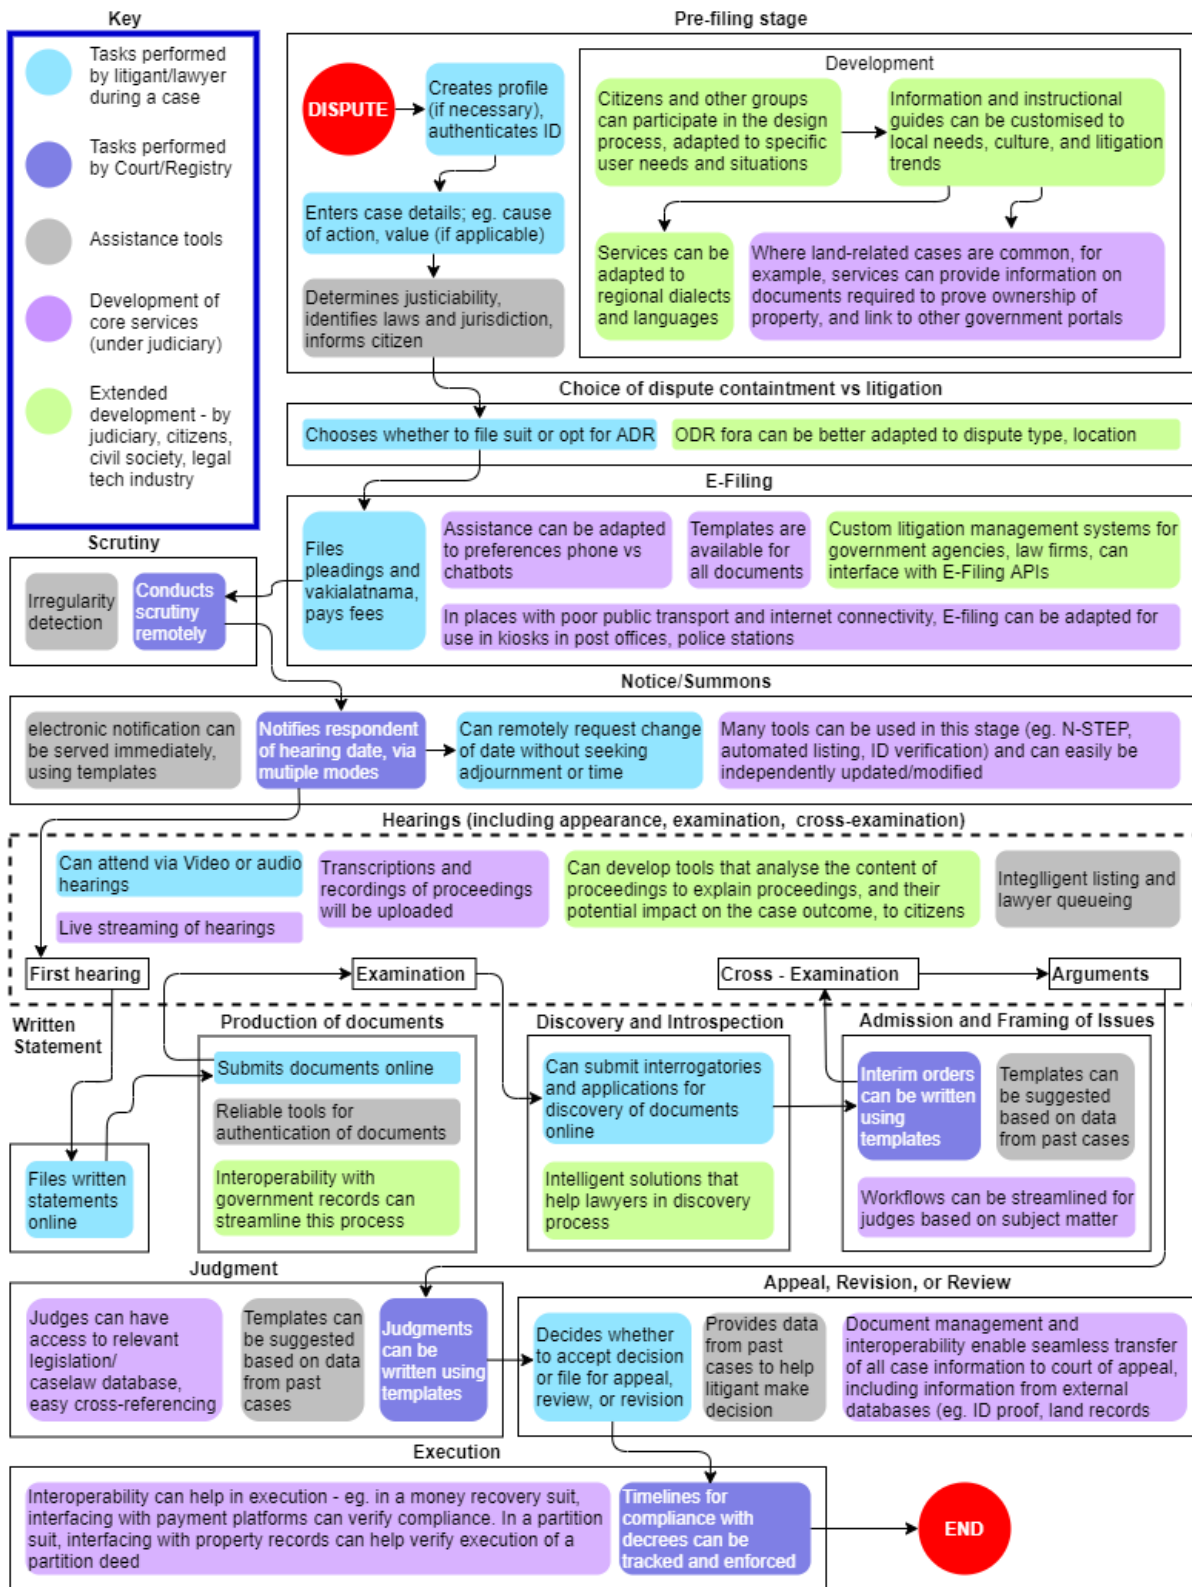 Key
Tasks performed
by litigant/lawyer
during a case
Tasks performed
by Court/Registry
Assistance tools
Development of
core services
(under judiciary)
Extended
development - by
judiciary, citizens,
civil society, legal
tech industry
Pre-filing stage
DISPUTE
Creates profile
(if necessary),
authenticates ID
Enters case details; eg. cause
of action, value (if applicable)
Determines justiciability,
identifies laws and jurisdiction,
informs citizen
Development
Citizens and other groups
can participate in the design
process, adapted to specific
user needs and situations
Information and instructional
guides can be customised to
local needs, culture, and litigation
trends
Services can be
adapted to
regional dialects
and languages
Where land-related cases are common, for
example, services can provide information on
documents required to prove ownership of
property, and link to other government portals
Choice of dispute containtment vs litigation
Chooses whether to file suit or opt for ADR
ODR fora can be better adapted to dispute type, location
E-Filing
Files
pleadings and
vakialatnama,
pays fees
Assistance can be adapted
to preferences phone vs
chatbots
Templates are
available for
all documents
Custom litigation management systems for
government agencies, law firms, can
interface with E-Filing APIs
In places with poor public transport and internet connectivity, E-filing can be adapted for
use in kiosks in post offices, police stations
Scrutiny
Irregularity
detection
Conducts
scrutiny
remotely
Notice/Summons
electronic notification can
be served immediately,
using templates
Notifies respondent
of hearing date, via
mutiple modes
Can remotely request change
of date without seeking
adjournment or time
Many tools can be used in this stage (eg. N-STEP,
automated listing, ID verification) and can easily be
independently updated/modified
Hearings (including appearance, examination, cross-examination)
Can attend via Video or audio
hearings
Live streaming of hearings
Transcriptions and
recordings of proceedings
will be uploaded
Can develop tools that analyse the content of
proceedings to explain proceedings, and their
potential impact on the case outcome, to citizens
Integlligent listing and
lawyer queueing
First hearing
Examination
Cross - Examination
Arguments
Written
Statement
Files written
statements
online
Production of documents
Submits documents online
Reliable tools for
authentication of documents
Interoperability with
government records can
streamline this process
Discovery and Introspection
Can submit interrogatories
and applications for
discovery of documents
online
Intelligent solutions that
help lawyers in discovery
process
Admission and Framing of Issues
Interim orders
can be written
using
templates
Templates can
be suggested
based on data
from past cases
Workflows can be streamlined for
judges based on subject matter
Judgment
Judges can have
access to relevant
legislation/
caselaw database,
easy cross-referencing
Templates can
be suggested
based on data
from past
cases
Judgments
can be
written using
templates
Appeal, Revision, or Review
Decides whether
to accept decision
or file for appeal,
review, or revision
Provides data
from past
cases to help
litigant make
decision
Document management and
interoperability enable seamless transfer
of all case information to court of appeal,
including information from external
databases (eg. ID proof, land records
Execution
Interoperability can help in execution - eg. in a money recovery suit,
interfacing with payment platforms can verify compliance. In a partition
suit, interfacing with property records can help verify execution of a
partition deed
Timelines for
compliance with
decrees can be
tracked and enforced
END